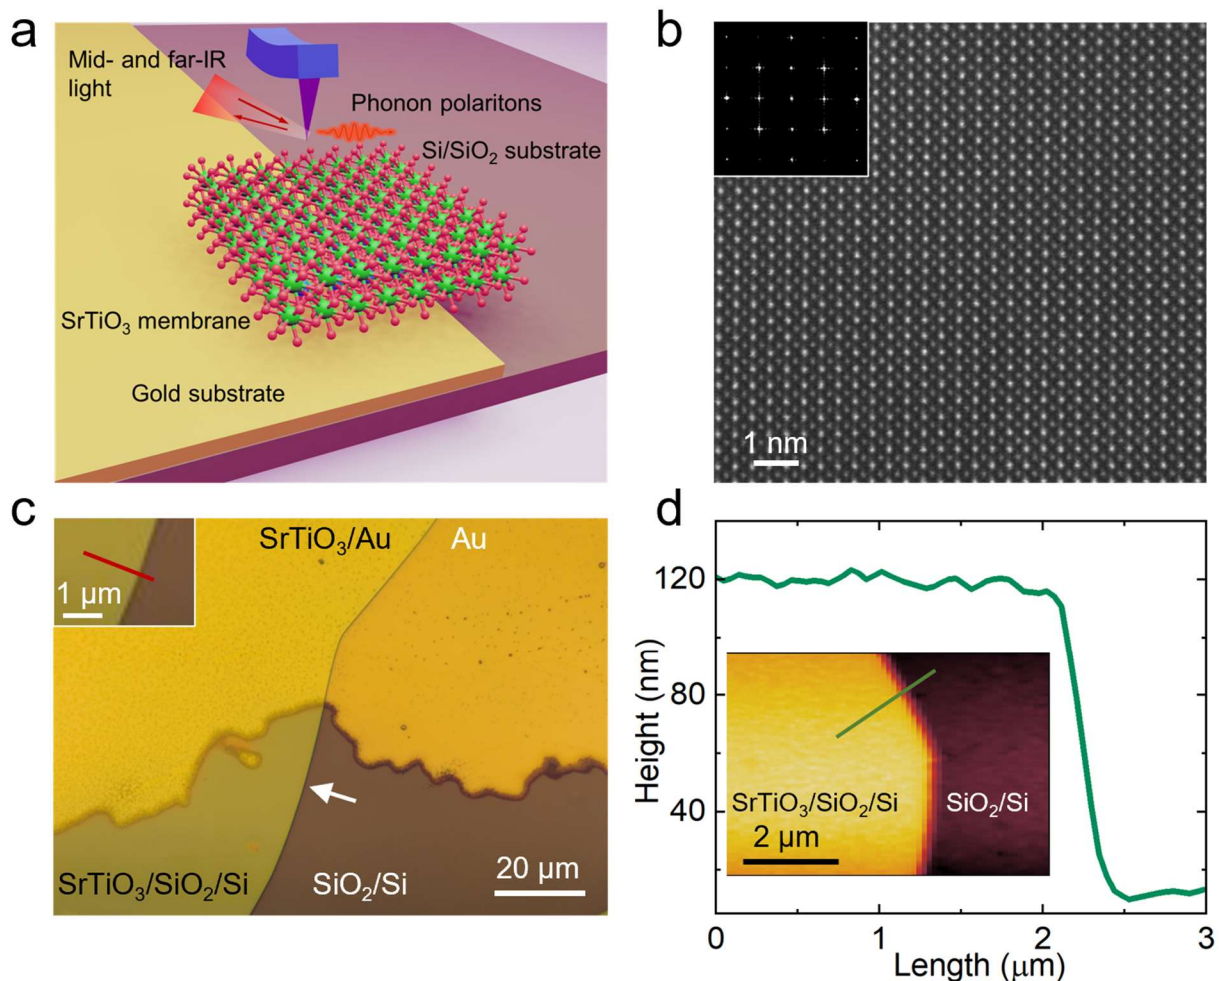 a
Mid- and far-IR
light
Phonon polaritons
Si/SiO₂ substrate
SrTiO₃ membrane
Gold substrate
b
1 nm
c
SrTiO₃/Au
Au
1 μm
SrTiO₃/SiO₂/Si
SiO₂/Si
20 μm
d
Height (nm)
120
80
40
SrTiO₃/SiO₂/Si
SiO₂/Si
2 μm
0
1
2
3
Length (μm)